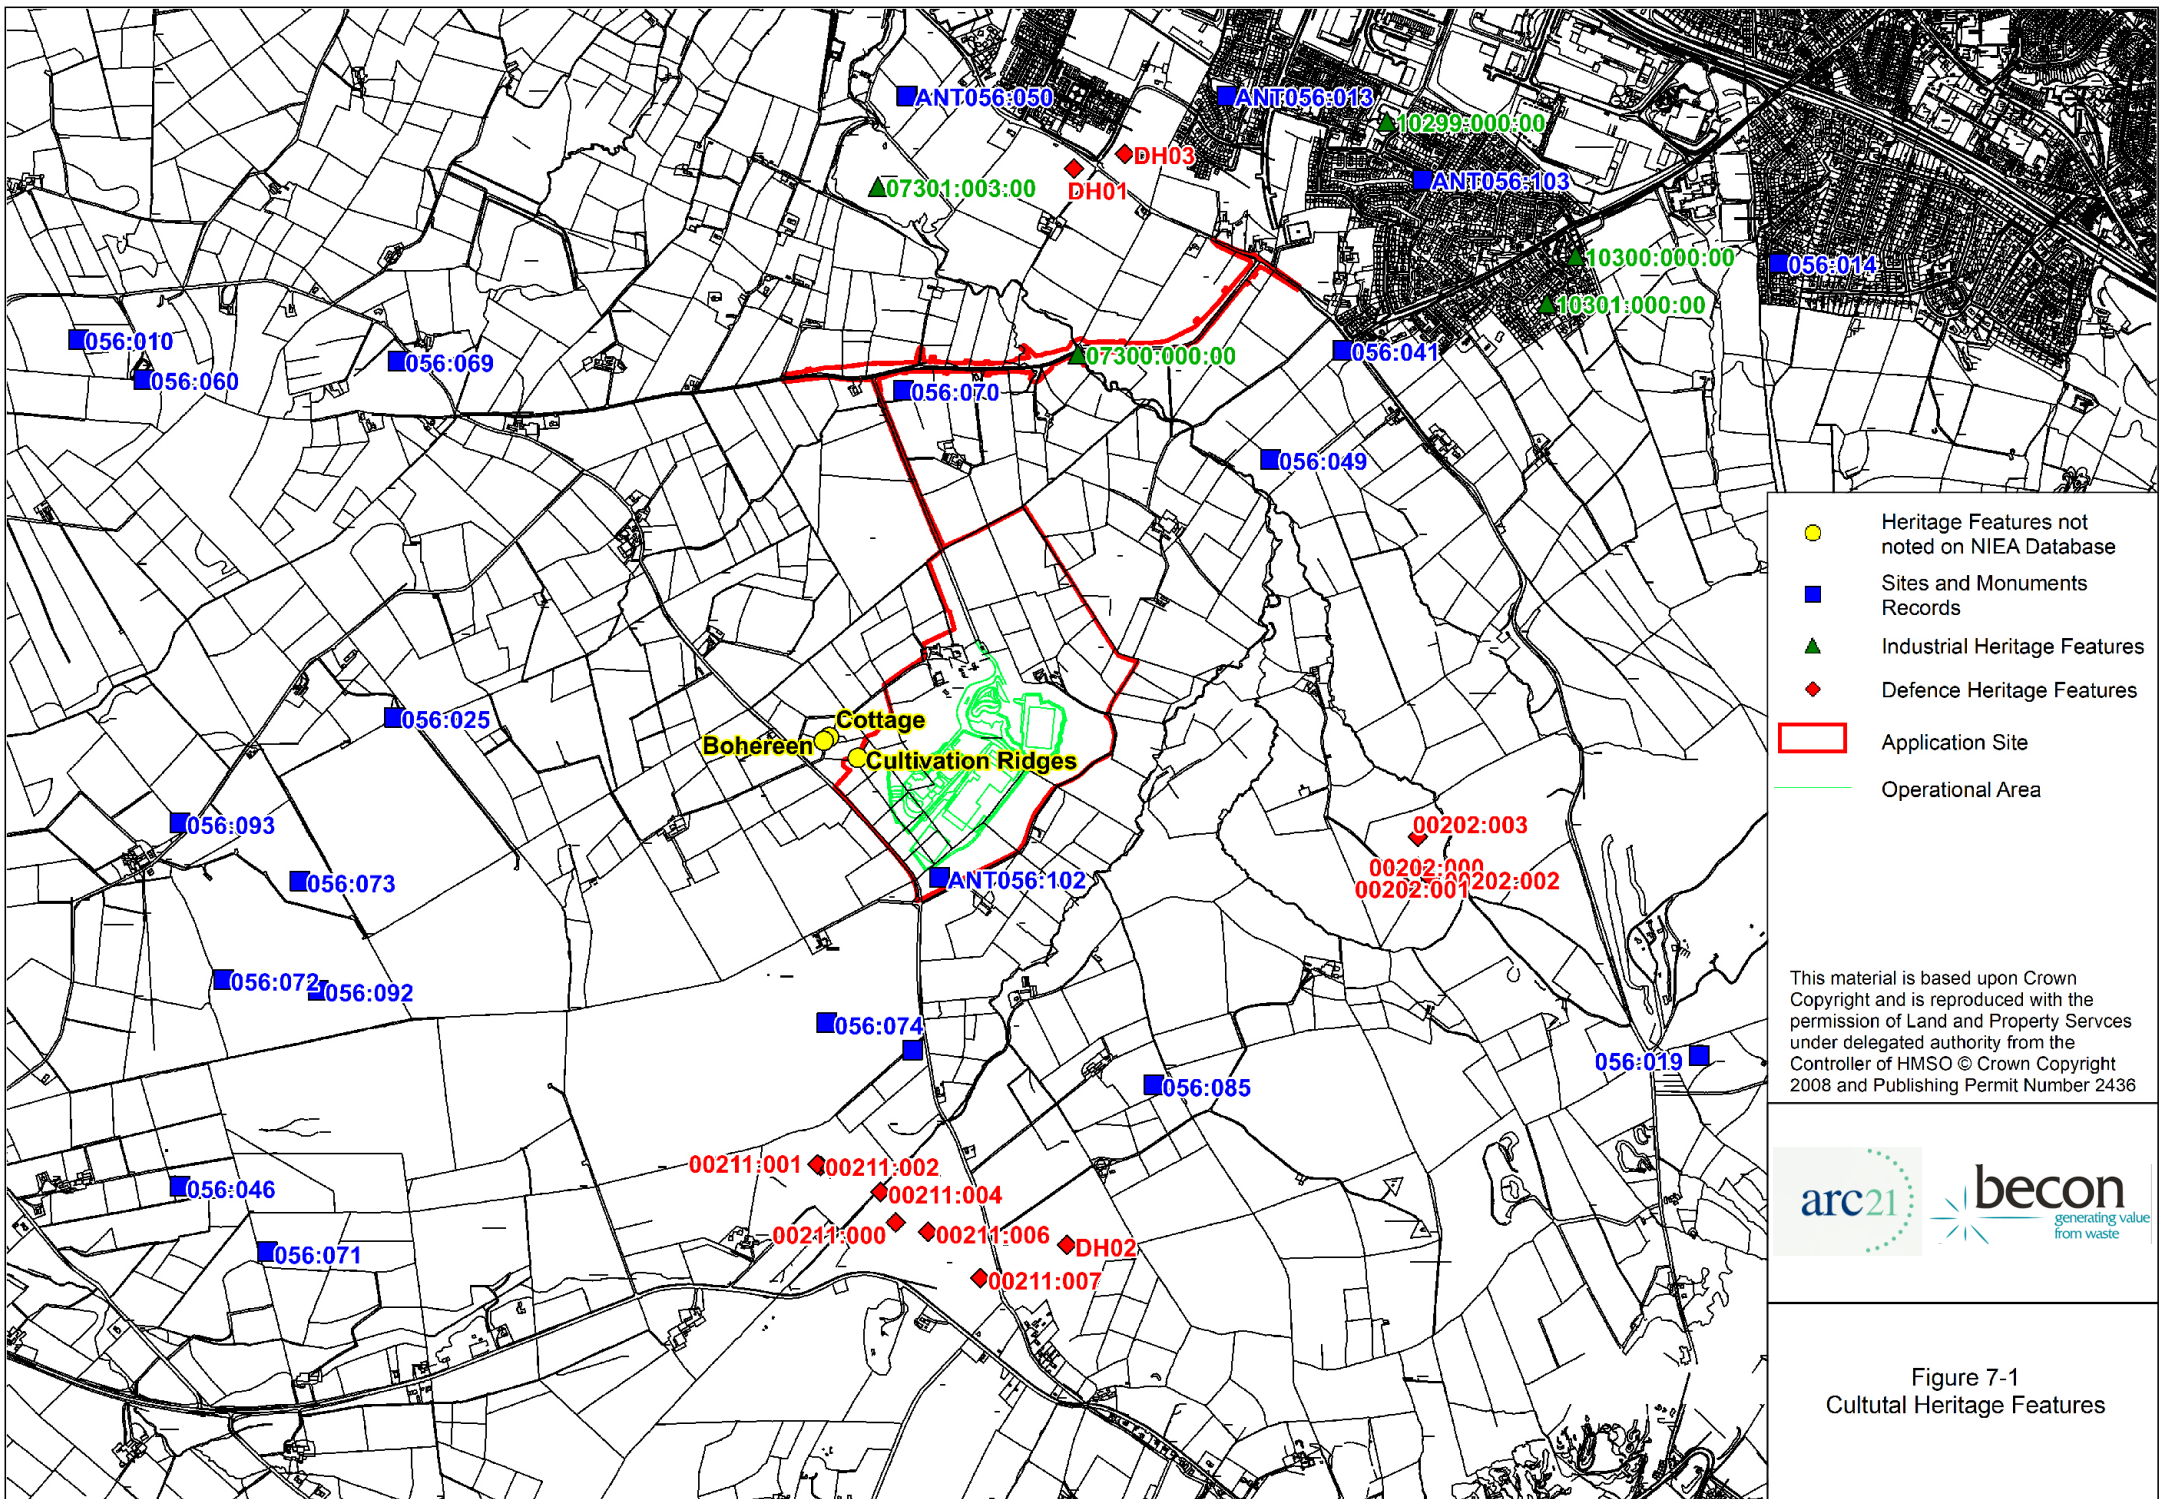 ANT056:050
ANT056:013
10299:000:00
DH03
DH01
07301:003:00
ANT056:103
10300:000:00
056:014
10301:000:00
056:010
056:060
056:069
07300:000:00
056:041
056:070
056:049
056:025
Cottage
Bohereen
Cultivation Ridges
056:093
056:073
ANT056:102
00202:003
00202:000
00202:002
00202:001
056:072
056:092
056:074
056:019
056:085
00211:001
00211:002
056:046
00211:004
00211:000
00211:006
DH02
056:071
00211:007
Heritage Features not
noted on NIEA Database
Sites and Monuments
Records
Industrial Heritage Features
Defence Heritage Features
Application Site
Operational Area
This material is based upon Crown
Copyright and is reproduced with the
permission of Land and Property Servces
under delegated authority from the
Controller of HMSO © Crown Copyright
2008 and Publishing Permit Number 2436
arc21
becon
generating value
from waste
Figure 7-1
Cultutal Heritage Features